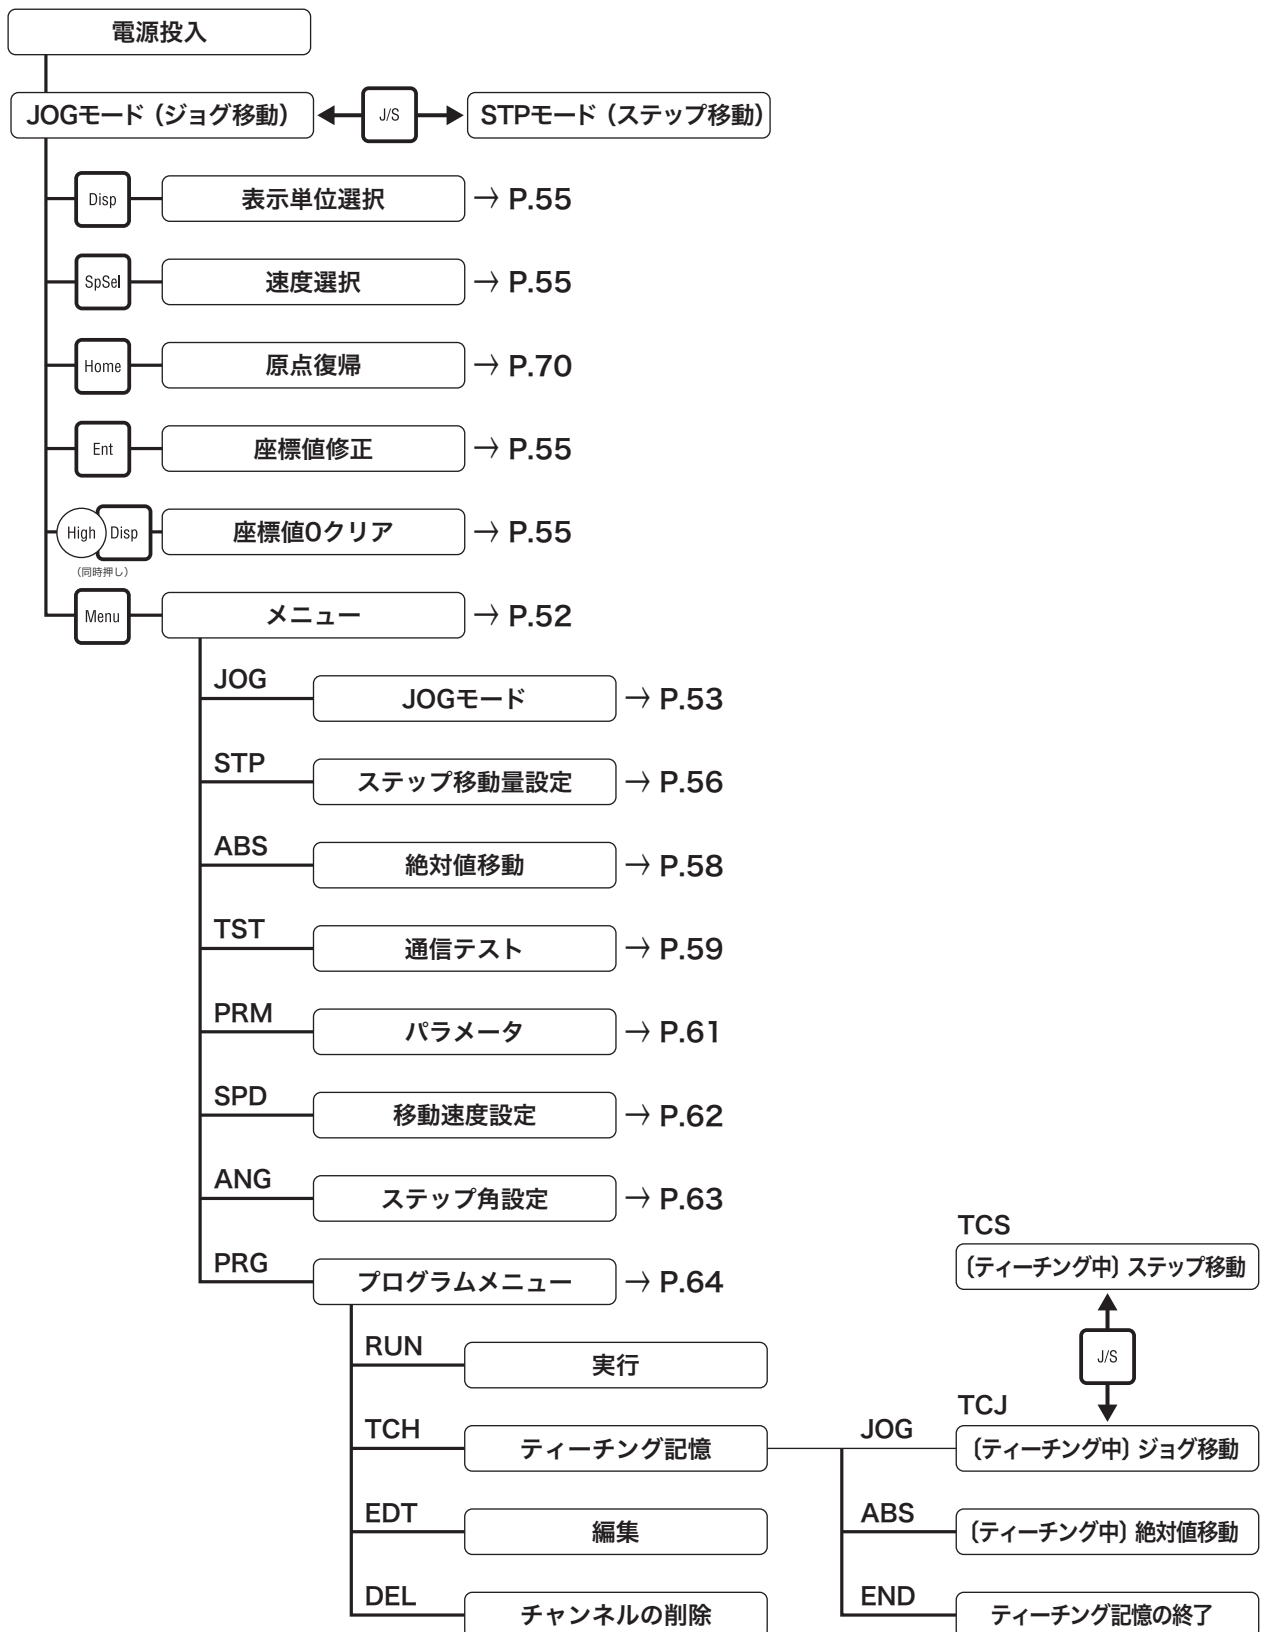 電源投入
JOGモード（ジョグ移動） J/S STPモード（ステップ移動）
Disp 表示単位選択 → P.55
SpSel 速度選択 → P.55
Home 原点復帰 → P.70
Ent 座標値修正 → P.55
High Disp 座標値0クリア → P.55
（同時押し）
Menu メニュー → P.52
JOG
JOGモード → P.53
STP
ステップ移動量設定 → P.56
ABS
絶対値移動 → P.58
TST
通信テスト → P.59
PRM
パラメータ → P.61
SPD
移動速度設定 → P.62
ANG
ステップ角設定 → P.63
PRG
プログラムメニュー → P.64
RUN
実行
TCH
ティーチング記憶
EDT
編集
DEL
チャンネルの削除
TCS
〔ティーチング中〕ステップ移動
J/S
TCJ
JOG
〔ティーチング中〕ジョグ移動
ABS
〔ティーチング中〕絶対値移動
END
ティーチング記憶の終了